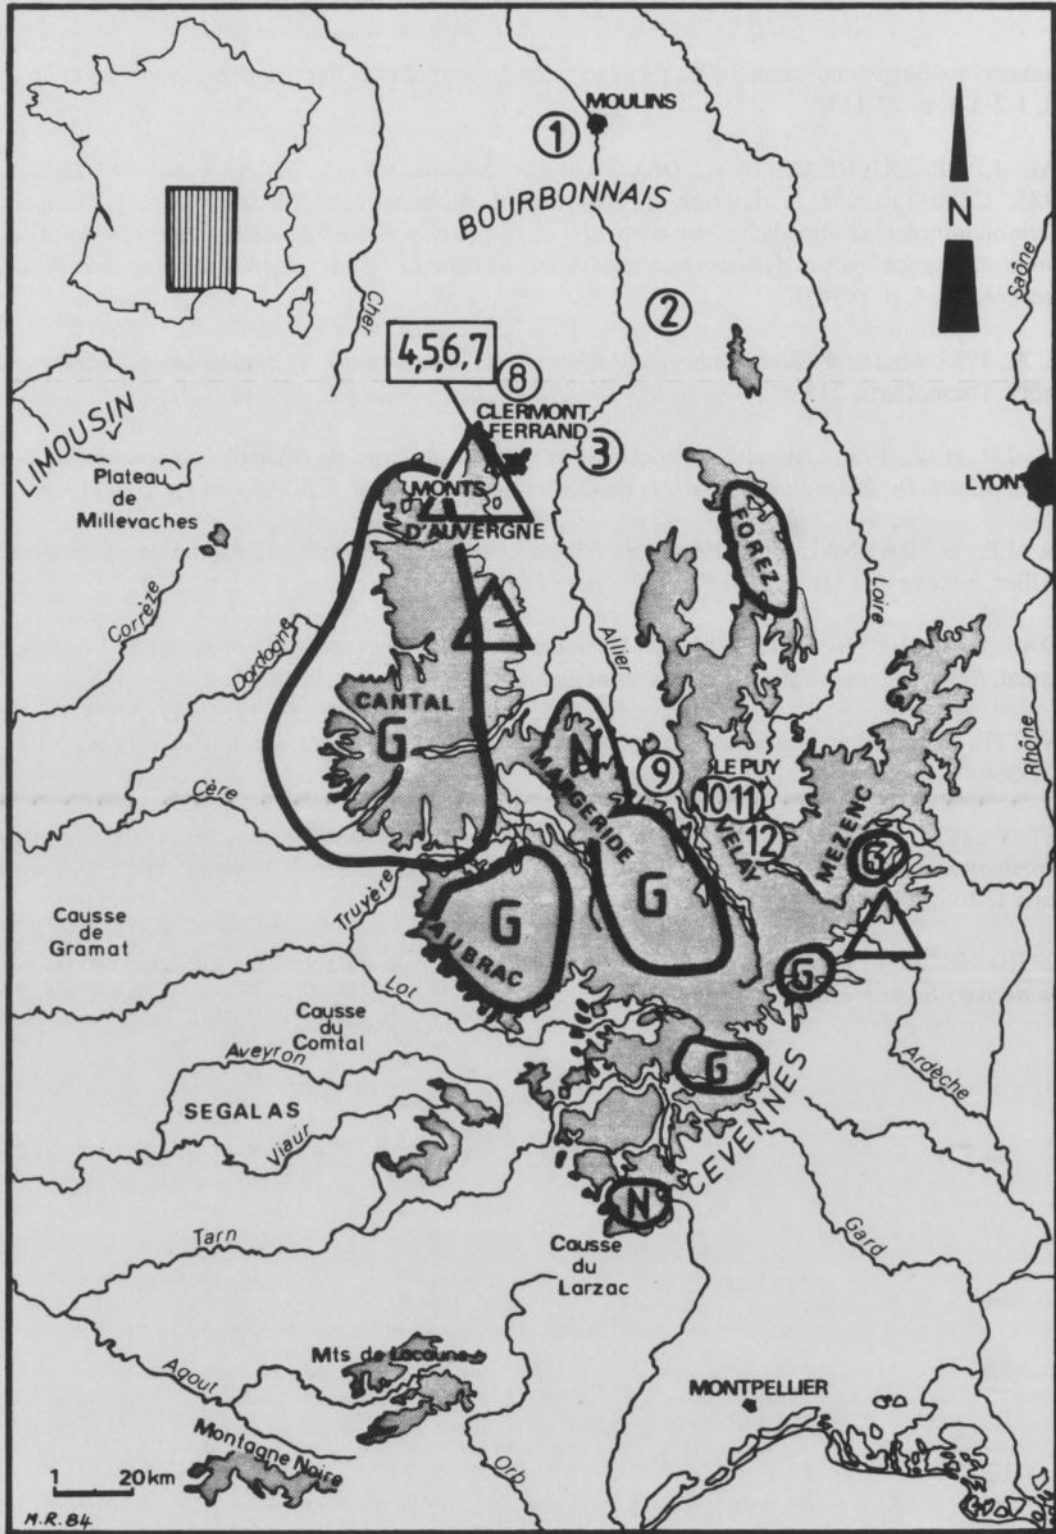 MOULINS
1
BOURBONNAIS
N
Saône
Cher
2
4,5,6,7
8
CLERMONT
FERRAND
3
LIMOUSIN
Plateau
de
Millevaches
MONTS
D'AUVERGNE
LYON
FOREZ
Corrèze
Dordogne
Allier
Loire
Rhône
CANTAL
G
N
MARGERIDE
9
LE PUY
10 11
VELAY
12
MEZENC
G
Cère
Truyère
Causse
de
Gramat
G
AUBRAC
G
G
Lot
Causse
du
Comtal
Aveyron
G
CEVENNES
Ardèche
SEGALAS
Viaur
N
Tarn
Causse
du
Larzac
Gard
Mts de Lacaune
Agout
MONTPELLIER
Montagne Noire
Orb
1 20 km
M.R. 84